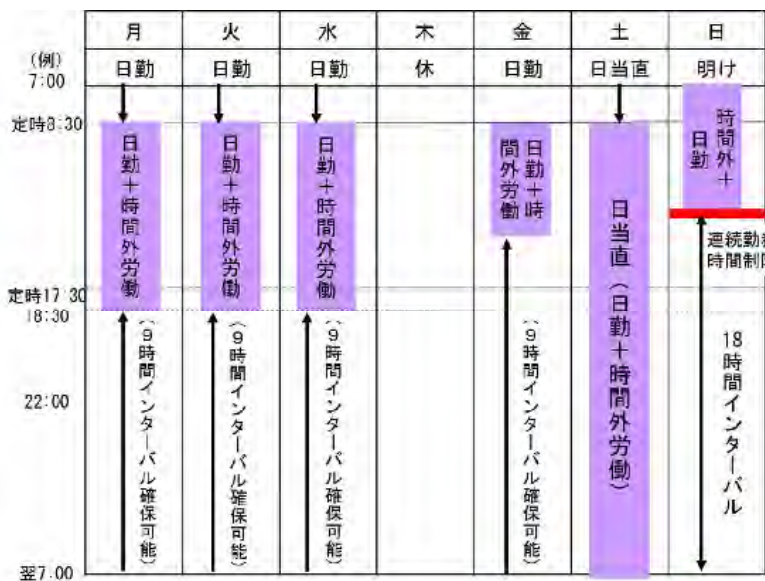 月 火 水 木 金 土 日
(例)
日勤 日勤 日勤 休 日勤 日当直 明け
7:00
定時8:30
日勤+時間外労働
日勤+時間外労働
日勤+時間外労働
日勤+時
間外労働
日当直(日勤+時間外労働)
時間外+
日勤
連続勤務
時間制限
定時17:30
18:30
22:00
翌7:00
(9時間インターバル確保可能)
(9時間インターバル確保可能)
(9時間インターバル確保可能)
(9時間インターバル確保可能)
18時間インターバル